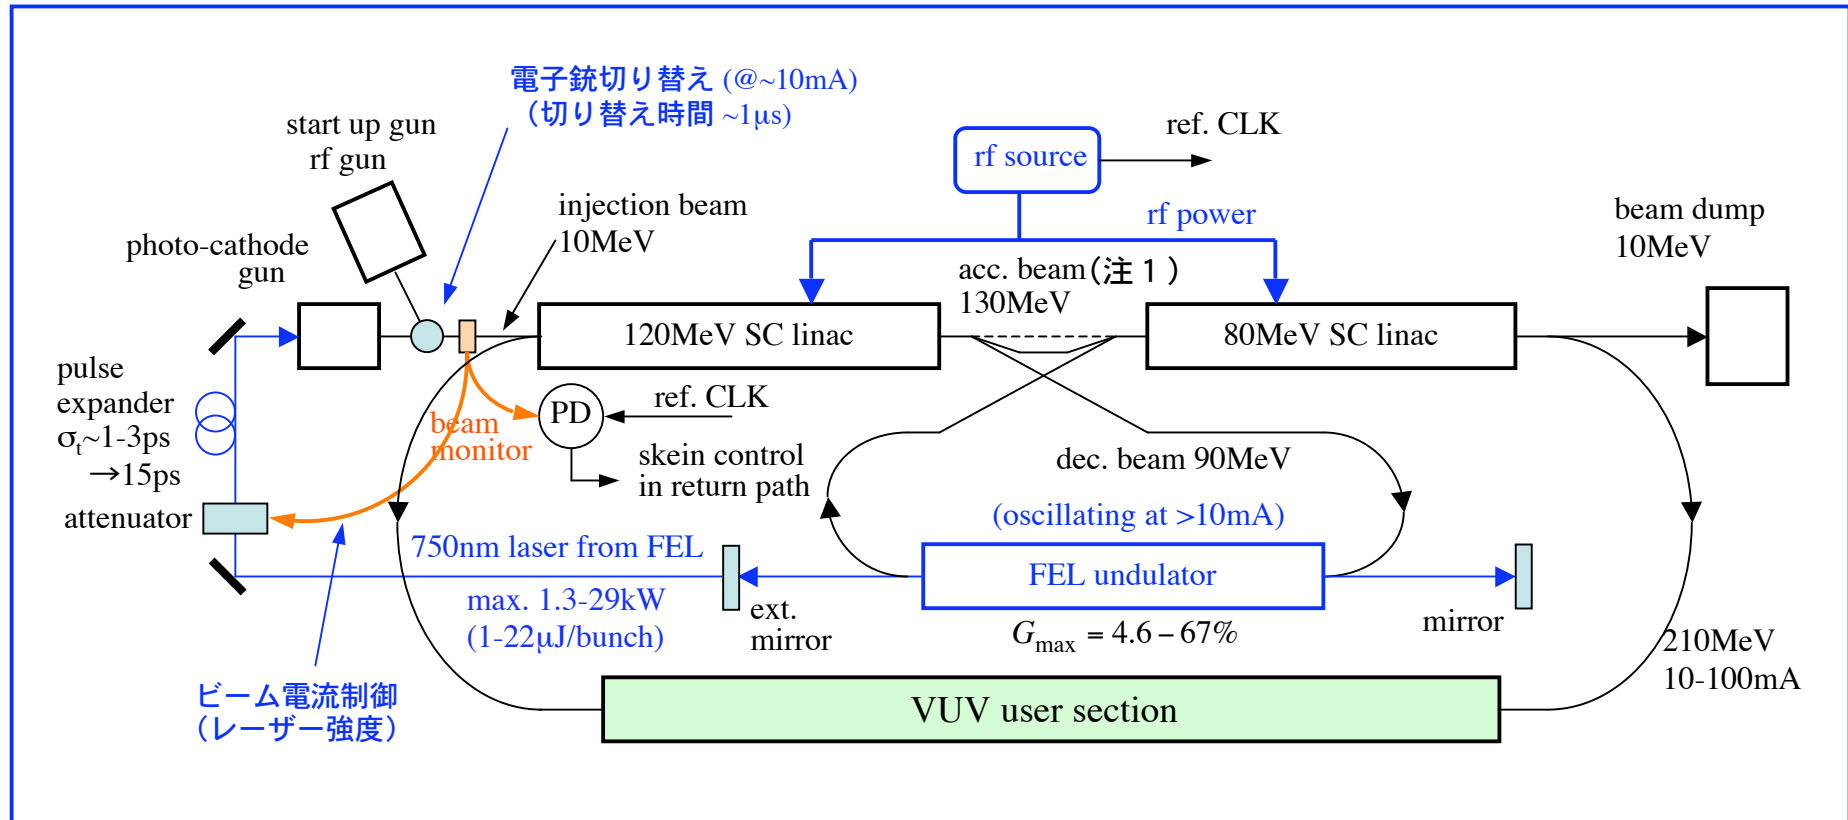 電子銃切り替え (@~10mA)
（切り替え時間 ~1μs)
start up gun
rf gun
ref. CLK
rf source
injection beam
10MeV
rf power
beam dump
10MeV
photo-cathode
gun
acc. beam(注１)
130MeV
120MeV SC linac
80MeV SC linac
pulse
expander
σt~1-3ps
→15ps
PD
ref. CLK
beam
monitor
skein control
in return path
dec. beam 90MeV
attenuator
(oscillating at >10mA)
750nm laser from FEL
FEL undulator
max. 1.3-29kW
(1-22μJ/bunch)
ext.
mirror
Gmax = 4.6 – 67%
mirror
210MeV
10-100mA
ビーム電流制御
（レーザー強度）
VUV user section